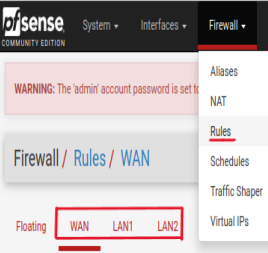 pfsense
COMMUNITY EDITION
System Interfaces Firewall
Aliases
NAT
Rules
Schedules
Traffic Shaper
Virtual IPs
WARNING: The 'admin' account password is set to
Firewall / Rules / WAN
Floating WAN LAN1 LAN2